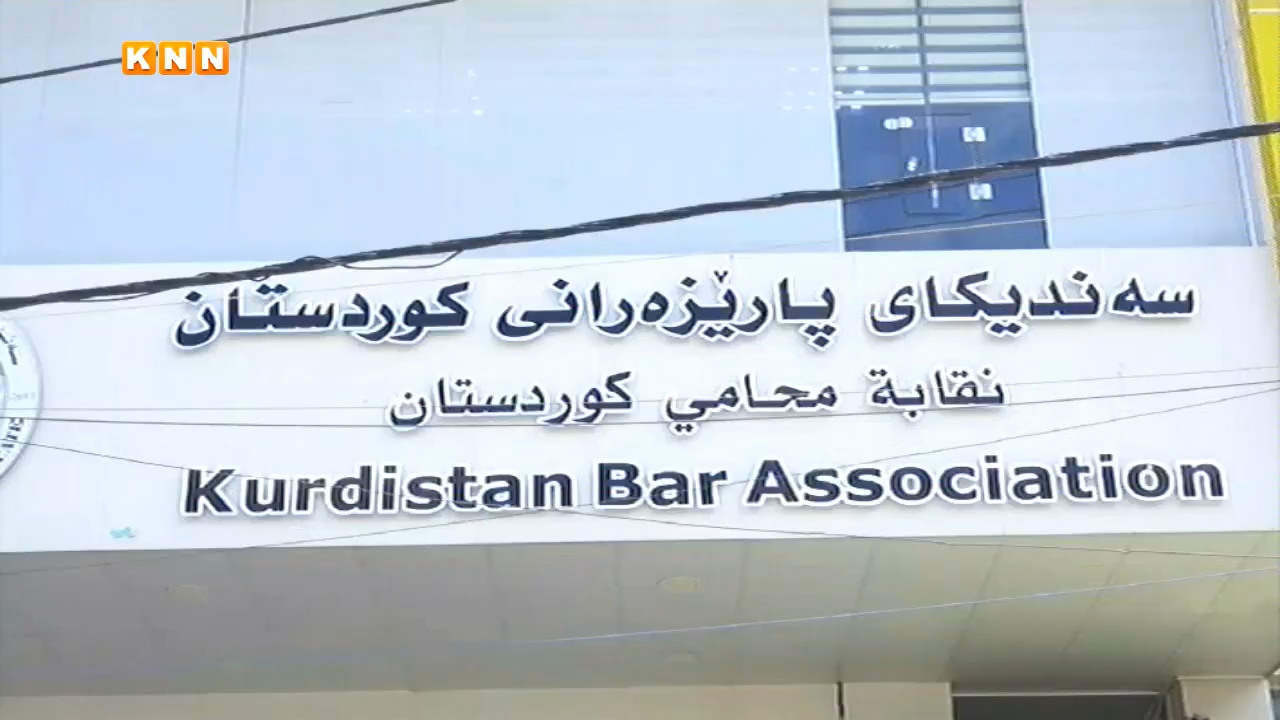 KNN
سەندیکای پارێزەرانی کوردستان
نقابة محامي كوردستان
Kurdistan Bar Association